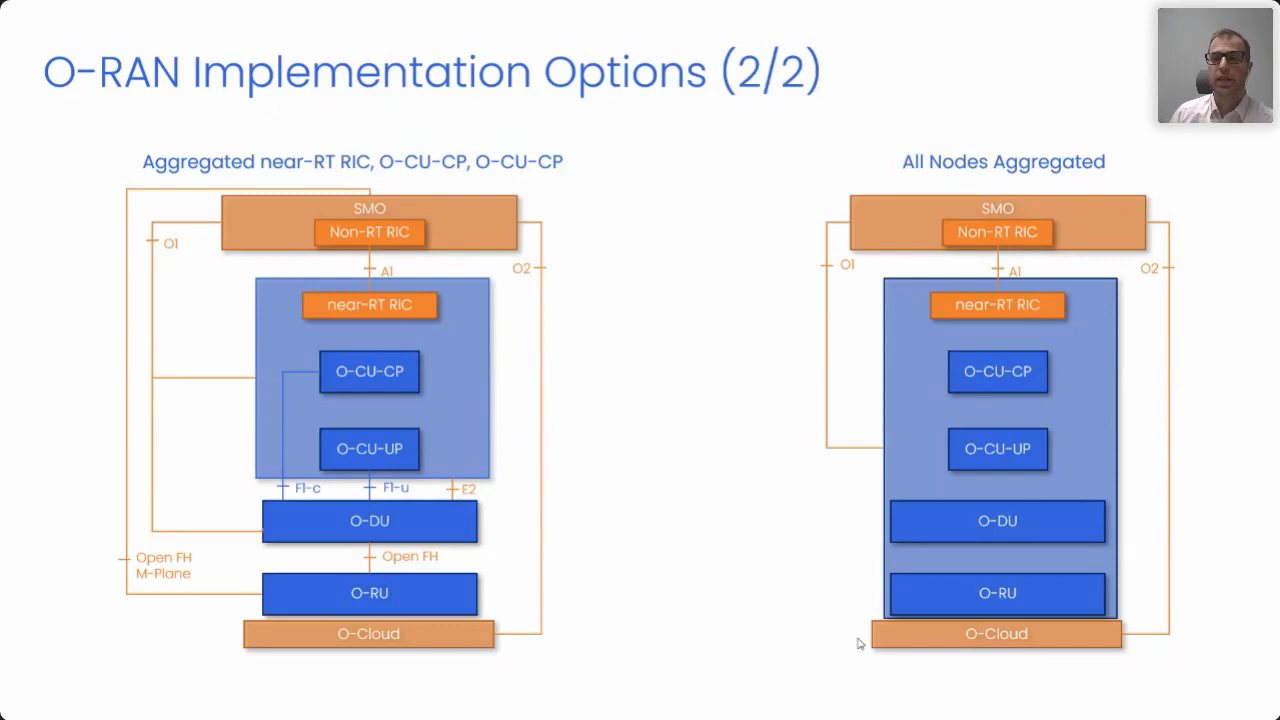 O-RAN Implementation Options (2/2)
Aggregated near-RT RIC, O-CU-CP, O-CU-CP
SMO
Non-RT RIC
O1
A1
O2
near-RT RIC
O-CU-CP
O-CU-UP
F1-c
F1-u
E2
O-DU
Open FH
M-Plane
Open FH
O-RU
O-Cloud
All Nodes Aggregated
SMO
Non-RT RIC
O1
A1
O2
near-RT RIC
O-CU-CP
O-CU-UP
O-DU
O-RU
O-Cloud